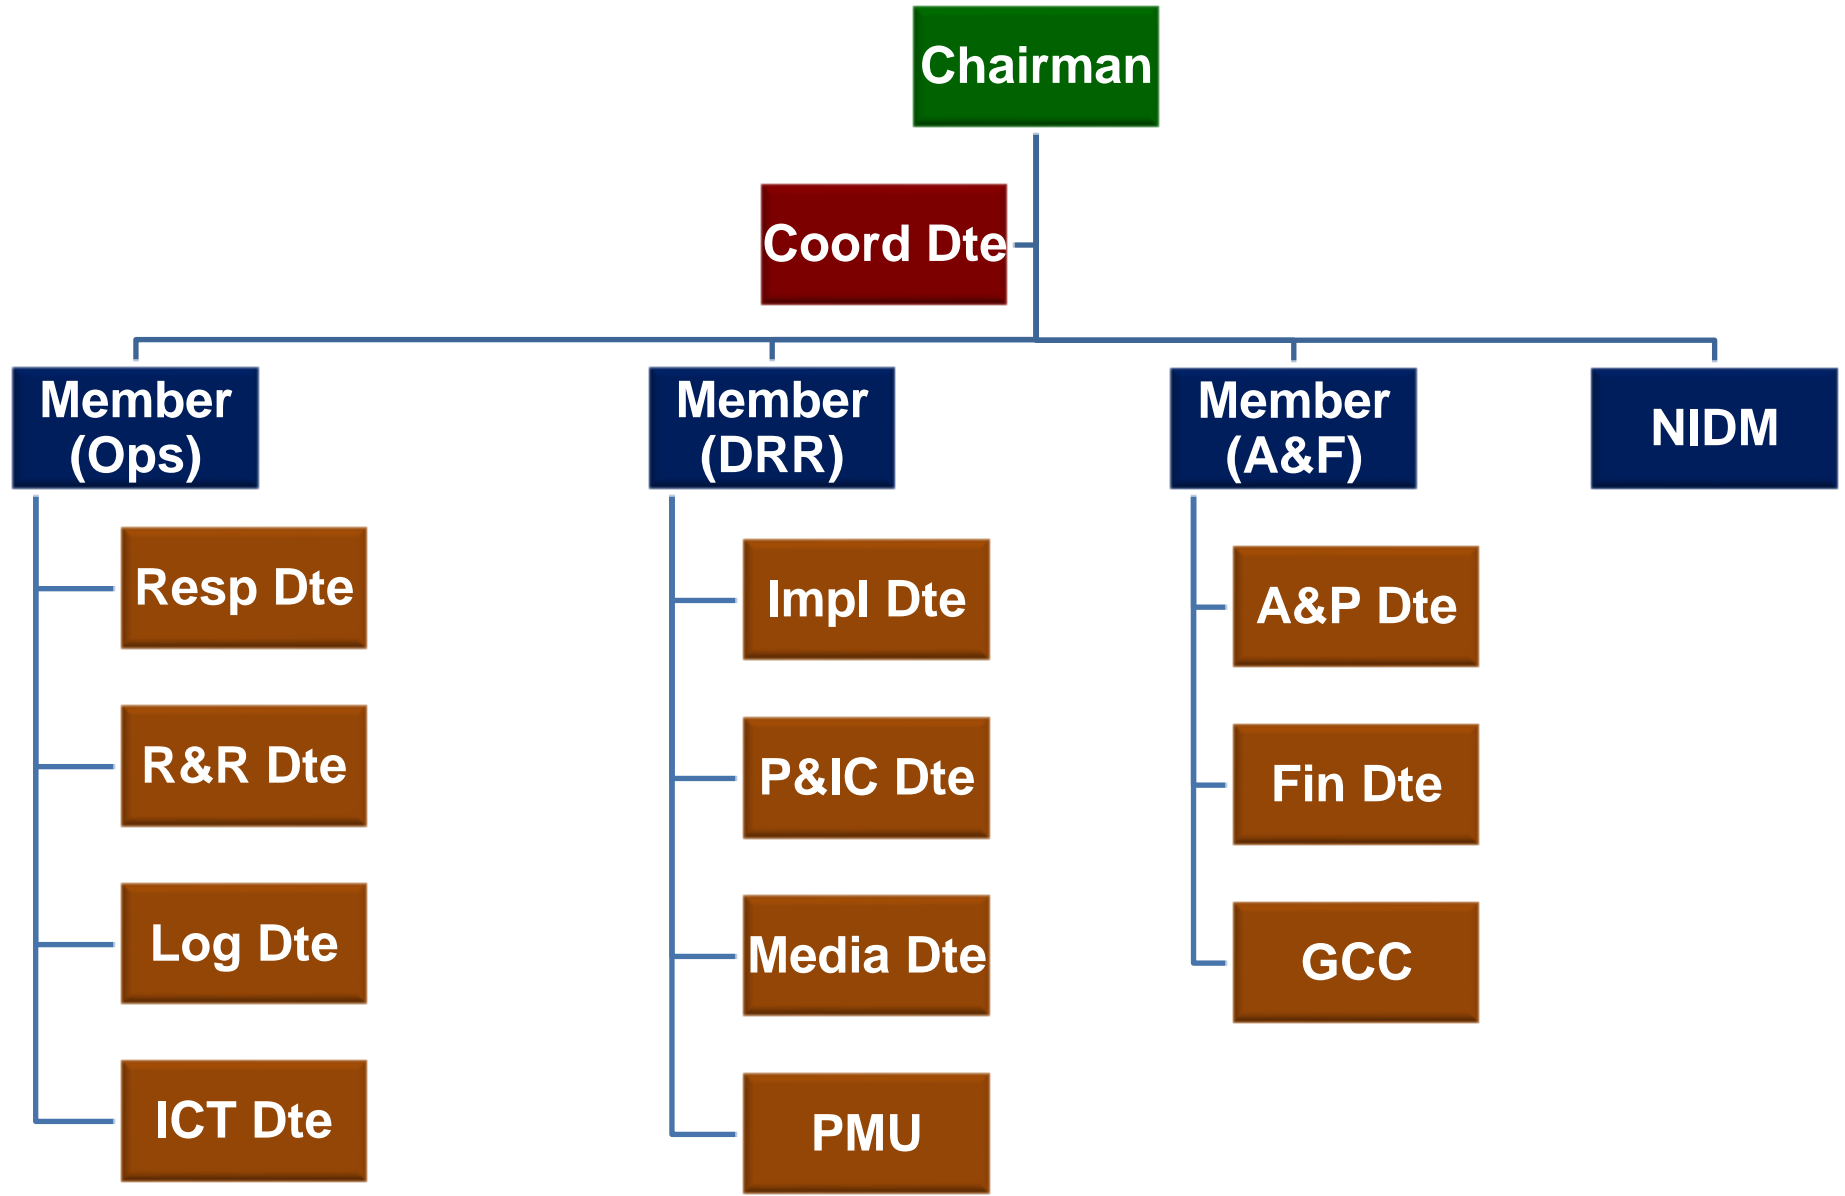 Chairman
Coord Dte
Member
(Ops)
Member
(DRR)
Member
(A&F)
NIDM
Resp Dte
R&R Dte
Log Dte
ICT Dte
Impl Dte
P&IC Dte
Media Dte
PMU
A&P Dte
Fin Dte
GCC